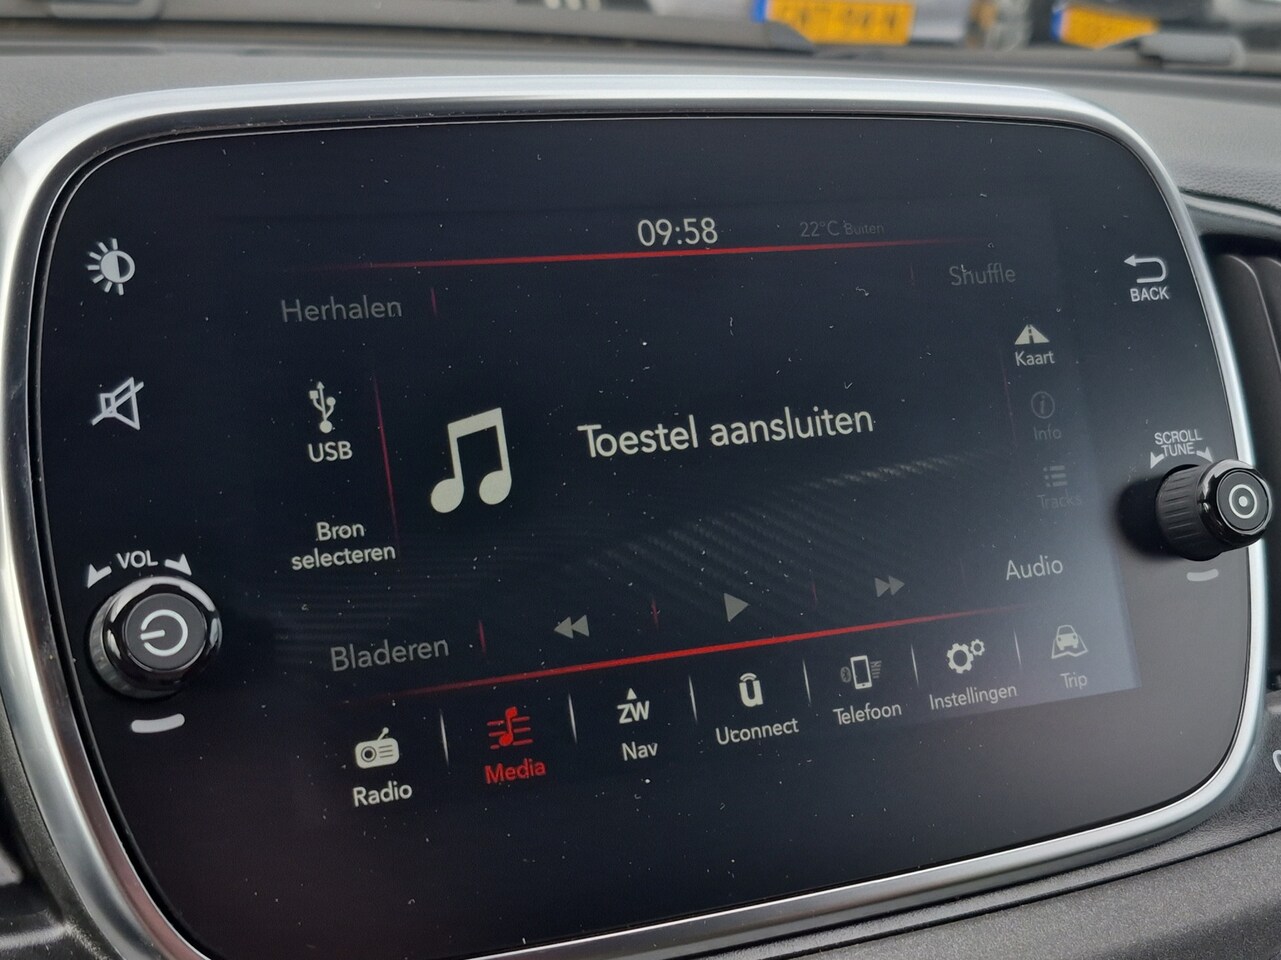 09:58
22°C Buiten
Herhalen
Shuffle
BACK
Kaart
USB
Toestel aansluiten
Info
SCROLL
TUNE
Tracks
Bron
selecteren
VOL
Audio
Bladeren
Radio
Media
ZW
Nav
Uconnect
Telefoon
Instellingen
Trip